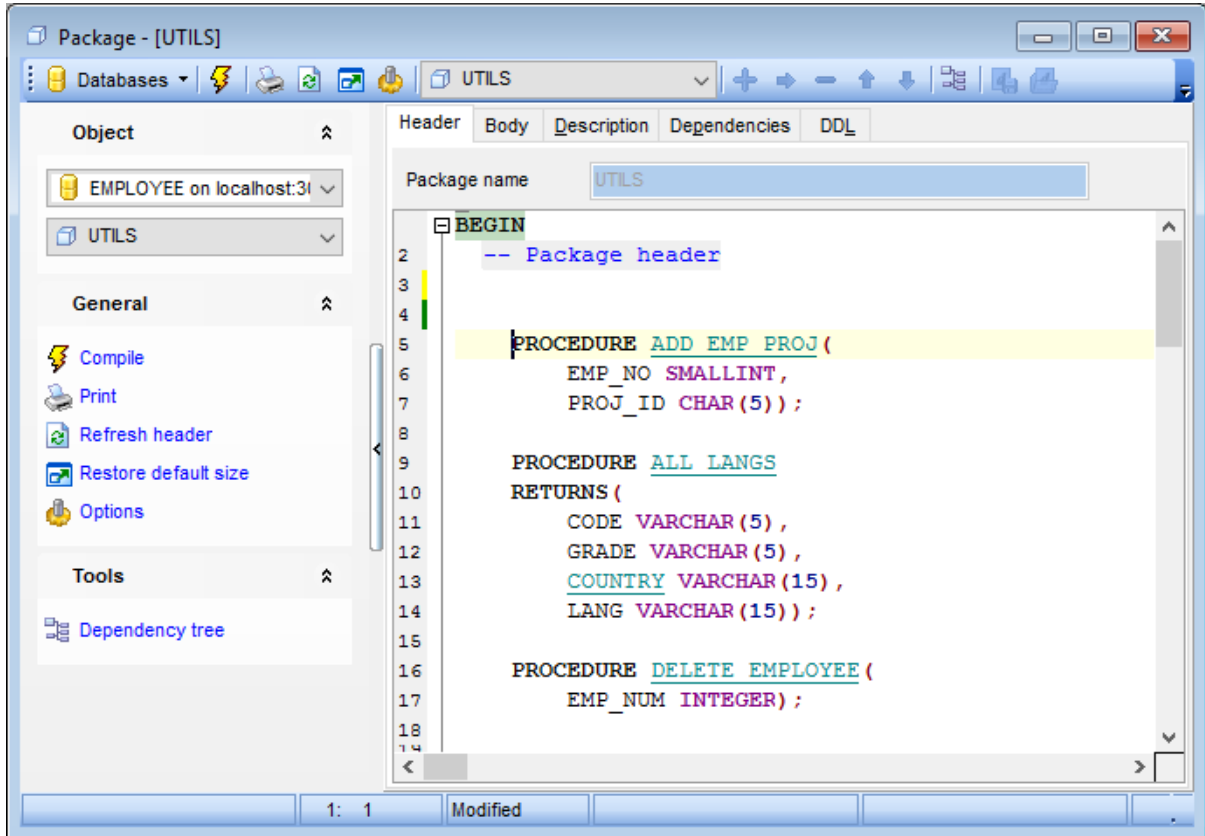 Package - [UTILS]
Databases UTILS
Object
EMPLOYEE on localhost:30
UTILS
General
Compile
Print
Refresh header
Restore default size
Options
Tools
Dependency tree
Header Body Description Dependencies DDL
Package name UTILS
BEGIN
2 -- Package header
3
4
5 PROCEDURE ADD_EMP_PROJ(
6 EMP_NO SMALLINT,
7 PROJ_ID CHAR(5));
8
9 PROCEDURE ALL_LANGS
10 RETURNS(
11 CODE VARCHAR(5),
12 GRADE VARCHAR(5),
13 COUNTRY VARCHAR(15),
14 LANG VARCHAR(15));
15
16 PROCEDURE DELETE_EMPLOYEE(
17 EMP_NUM INTEGER);
18
19
1: 1 Modified